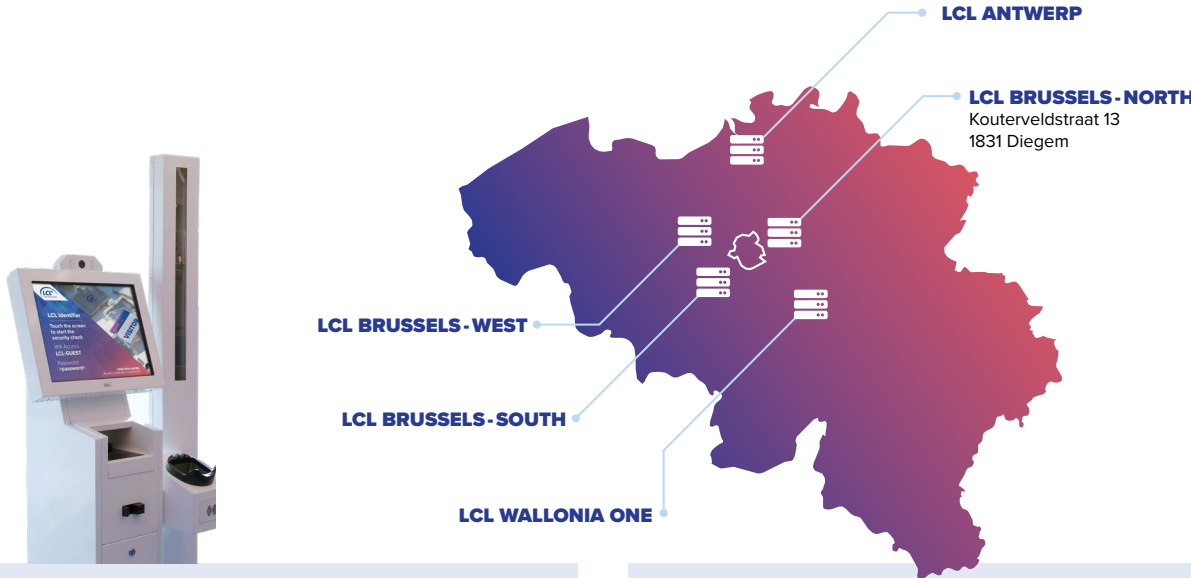 LCL ANTWERP
LCL BRUSSELS-NORTH
Kouterveldstraat 13
1831 Diegem
LCL BRUSSELS-WEST
LCL BRUSSELS-SOUTH
LCL WALLONIA ONE
LCL
LCL Identifier
Touch the screen
to start the
security check
Wifi Access
LCL-GUEST
Password
VISITOR